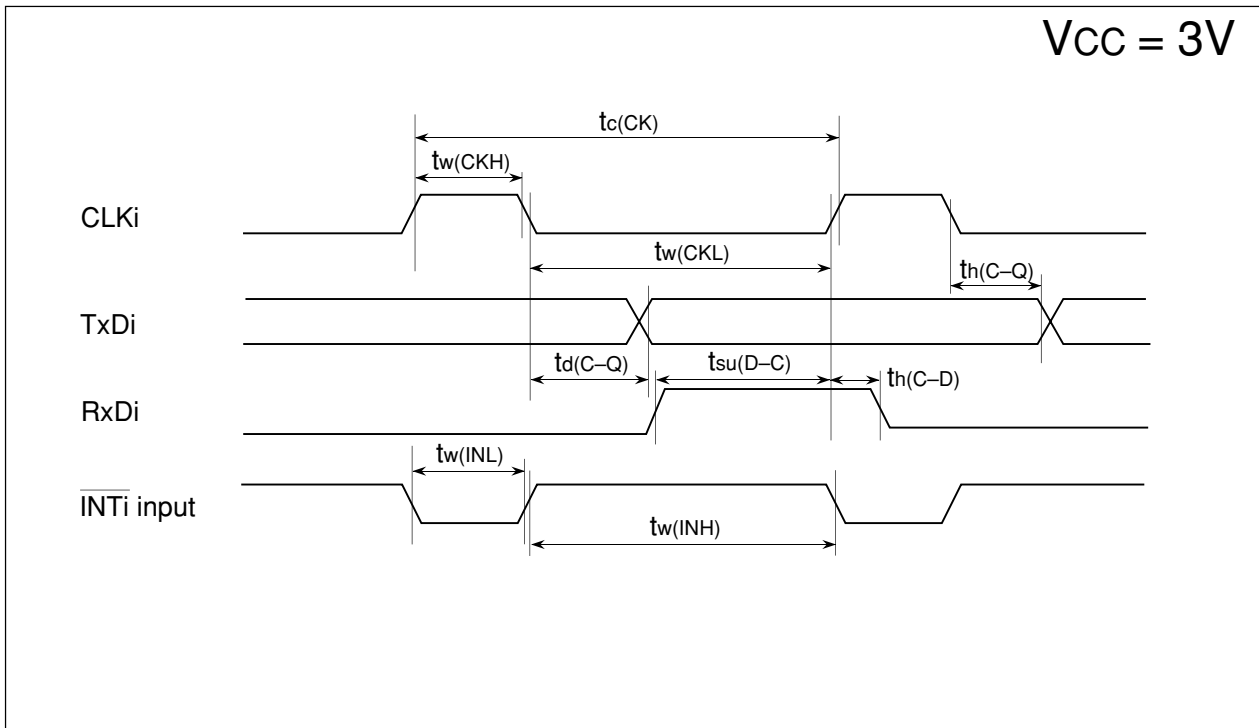 VCC = 3V
tc(CK)
tw(CKH)
CLKi
tw(CKL)
th(C–Q)
TxDi
td(C–Q)
tsu(D–C)
th(C–D)
RxDi
tw(INL)
INTi input
tw(INH)